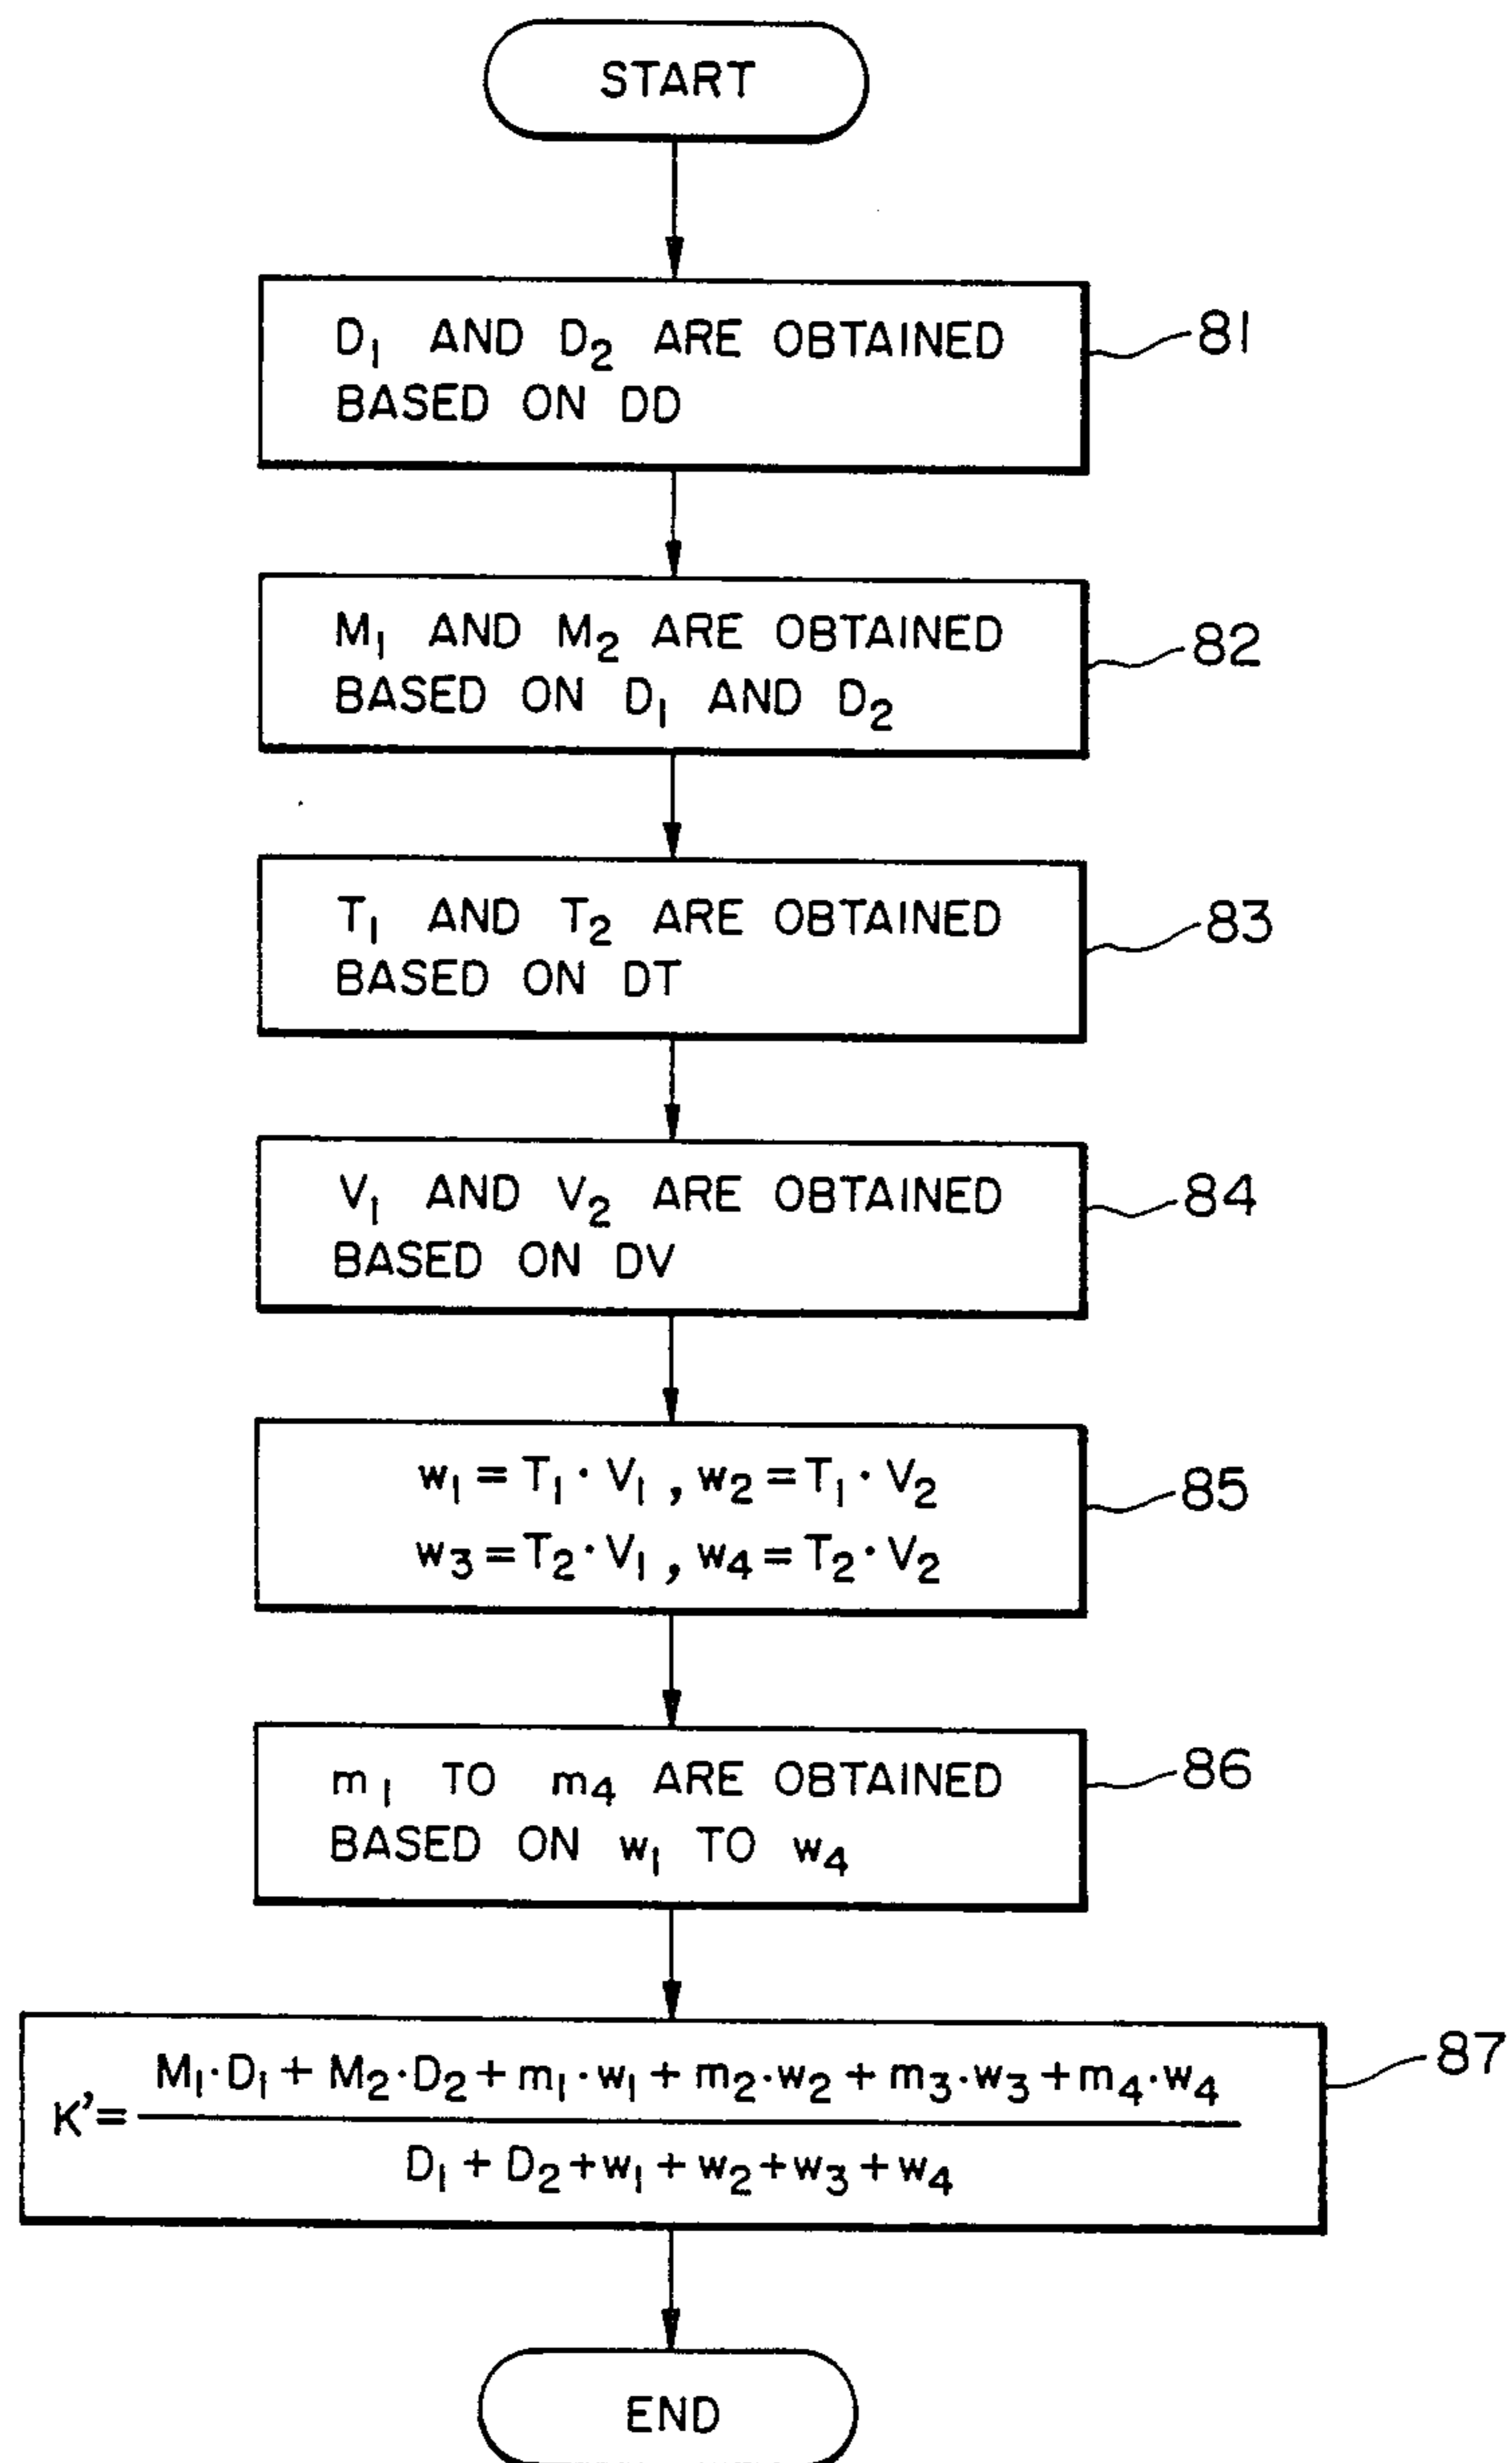 START
D₁ AND D₂ ARE OBTAINED
BASED ON DD
81
M₁ AND M₂ ARE OBTAINED
BASED ON D₁ AND D₂
82
T₁ AND T₂ ARE OBTAINED
BASED ON DT
83
V₁ AND V₂ ARE OBTAINED
BASED ON DV
84
w₁ = T₁ · V₁ , w₂ = T₁ · V₂
w₃ = T₂ · V₁ , w₄ = T₂ · V₂
85
m₁ TO m₄ ARE OBTAINED
BASED ON w₁ TO w₄
86
M₁·D₁ + M₂·D₂ + m₁·w₁ + m₂·w₂ + m₃·w₃ + m₄·w₄
K'=
D₁ + D₂ + w₁ + w₂ + w₃ + w₄
87
END